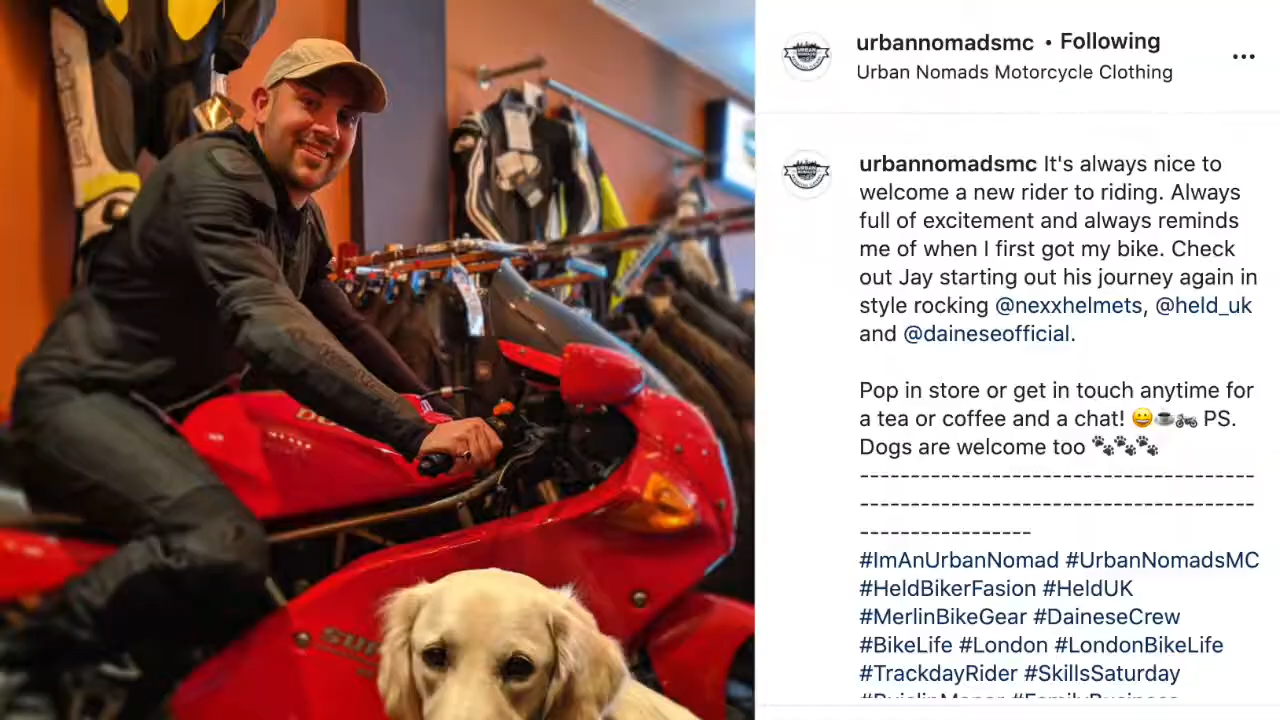 urbannomadsmc • Following
Urban Nomads Motorcycle Clothing
urbannomadsmc It's always nice to
welcome a new rider to riding. Always
full of excitement and always reminds
me of when I first got my bike. Check
out Jay starting out his journey again in
style rocking @nexxhelmets, @held_uk
and @daineseofficial.
Pop in store or get in touch anytime for
a tea or coffee and a chat! 😀☕🏍 PS.
Dogs are welcome too 🐾🐾🐾
---------------------------------------
---------------------------------------
-----------------
#ImAnUrbanNomad #UrbanNomadsMC
#HeldBikerFasion #HeldUK
#MerlinBikeGear #DaineseCrew
#BikeLife #London #LondonBikeLife
#TrackdayRider #SkillsSaturday